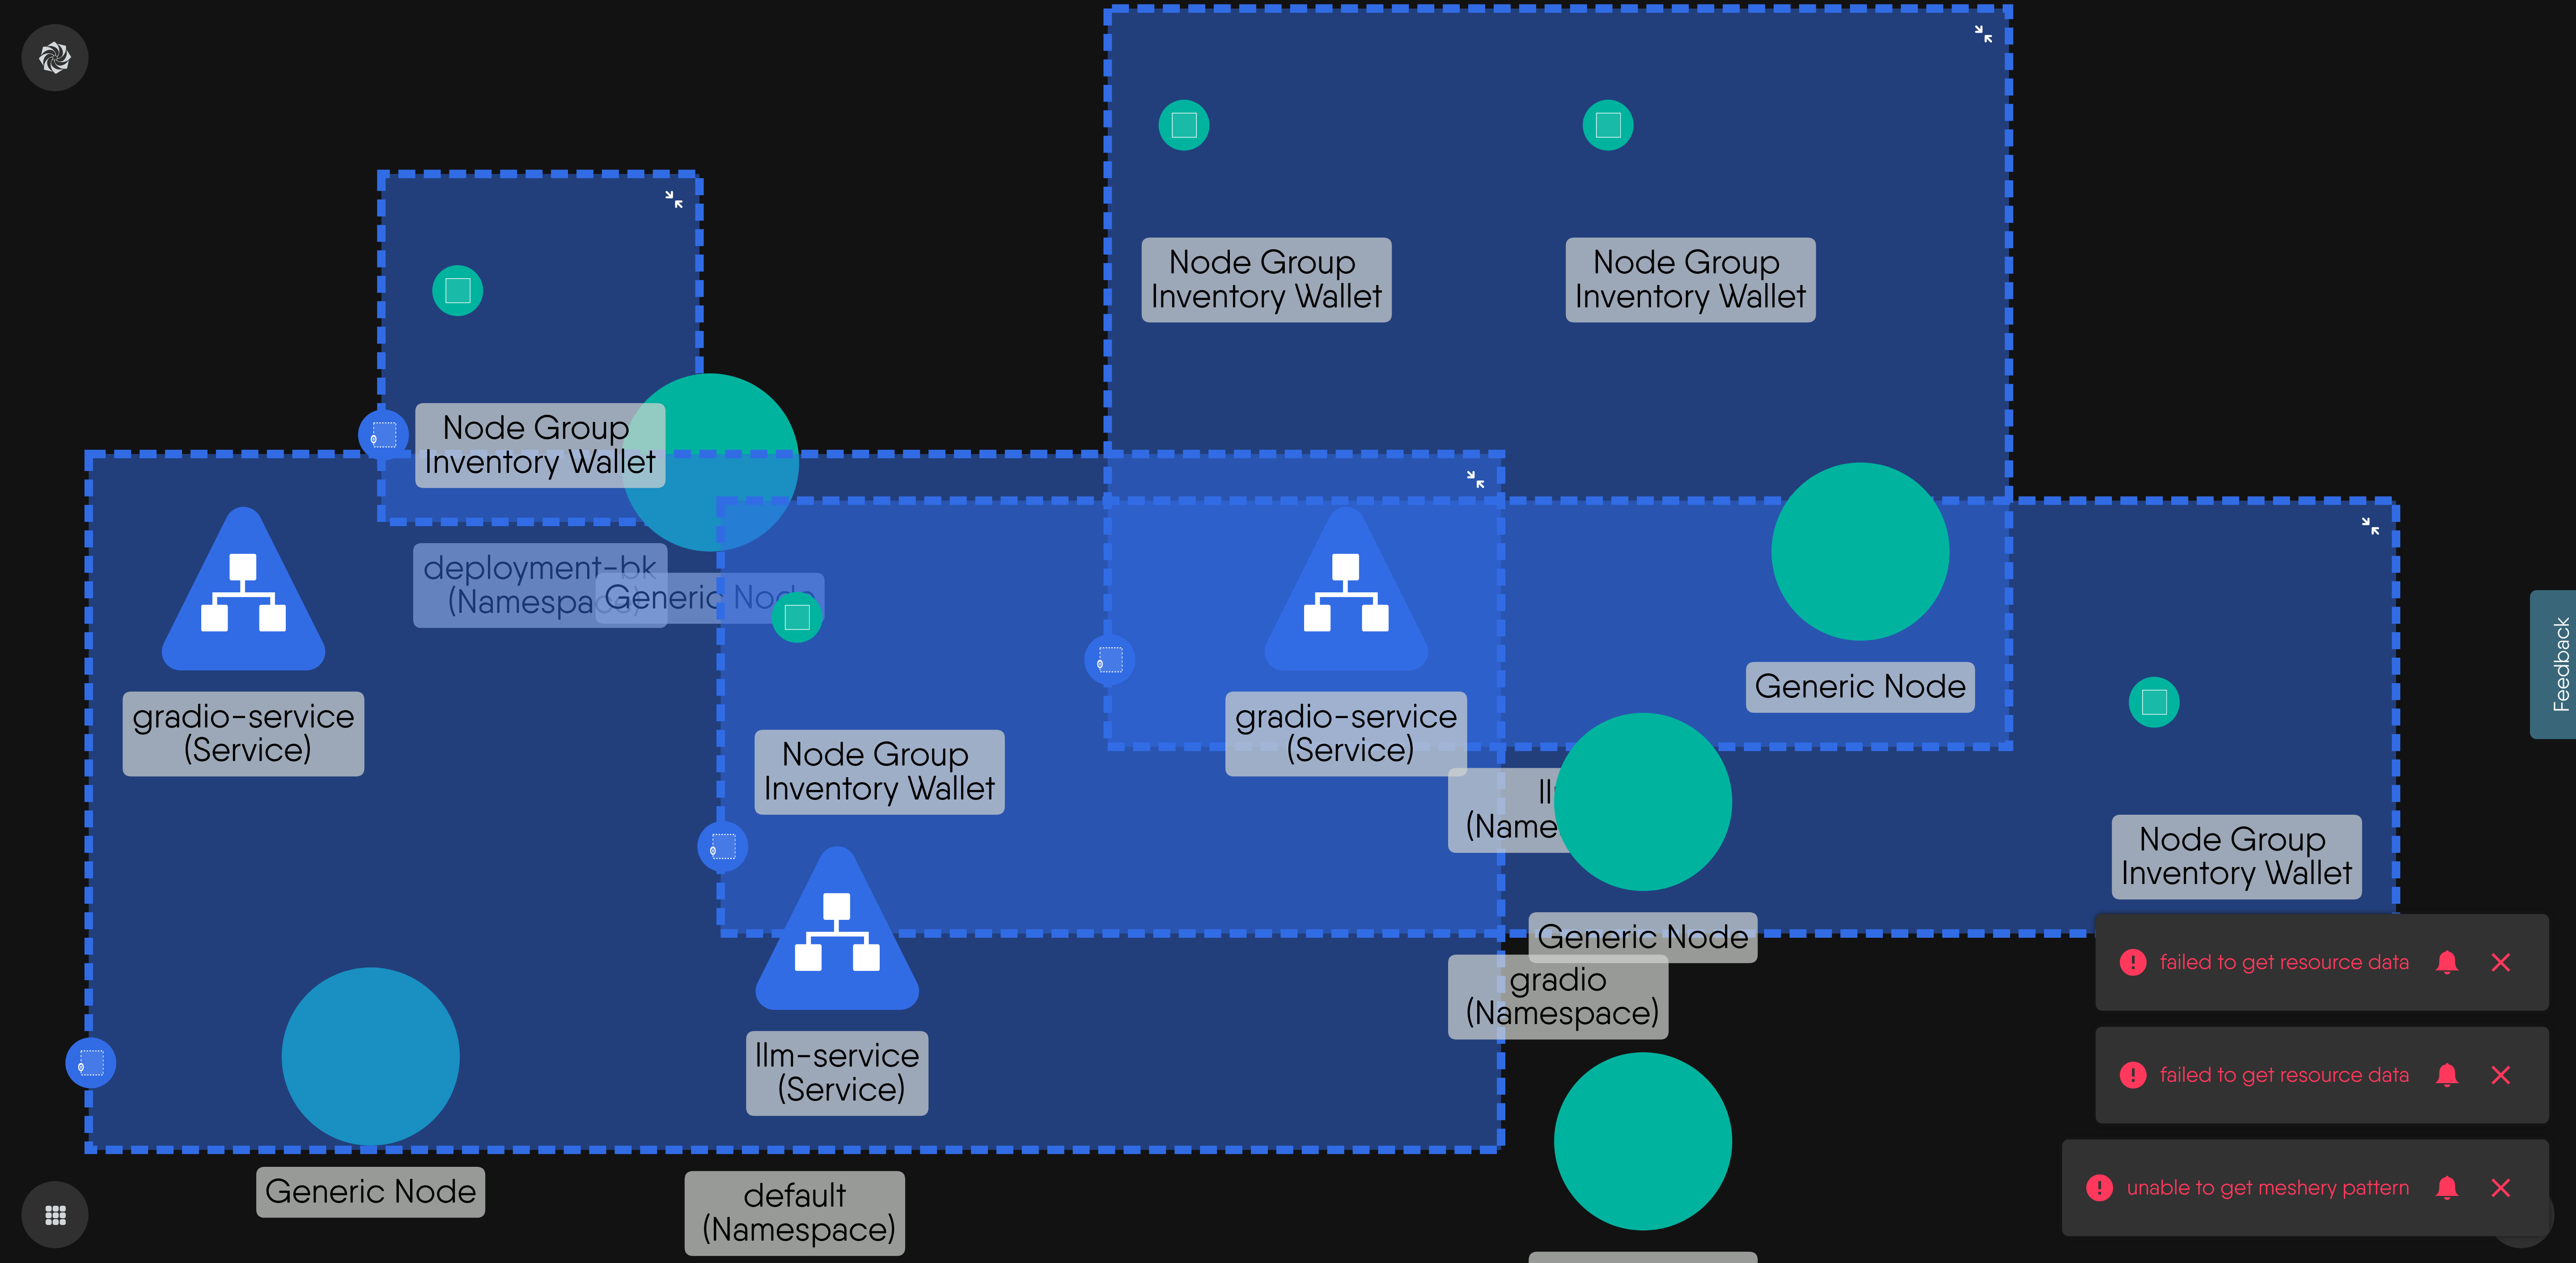 Node Group
Inventory Wallet
Node Group
Inventory Wallet
Node Group
Inventory Wallet
deployment-bk
Generic Node
gradio-service
(Service)
Node Group
Inventory Wallet
gradio-service
(Service)
Generic Node
Node Group
Inventory Wallet
Generic Node
gradio
(Namespace)
llm-service
(Service)
Generic Node
default
(Namespace)
failed to get resource data
failed to get resource data
unable to get meshery pattern
Feedback